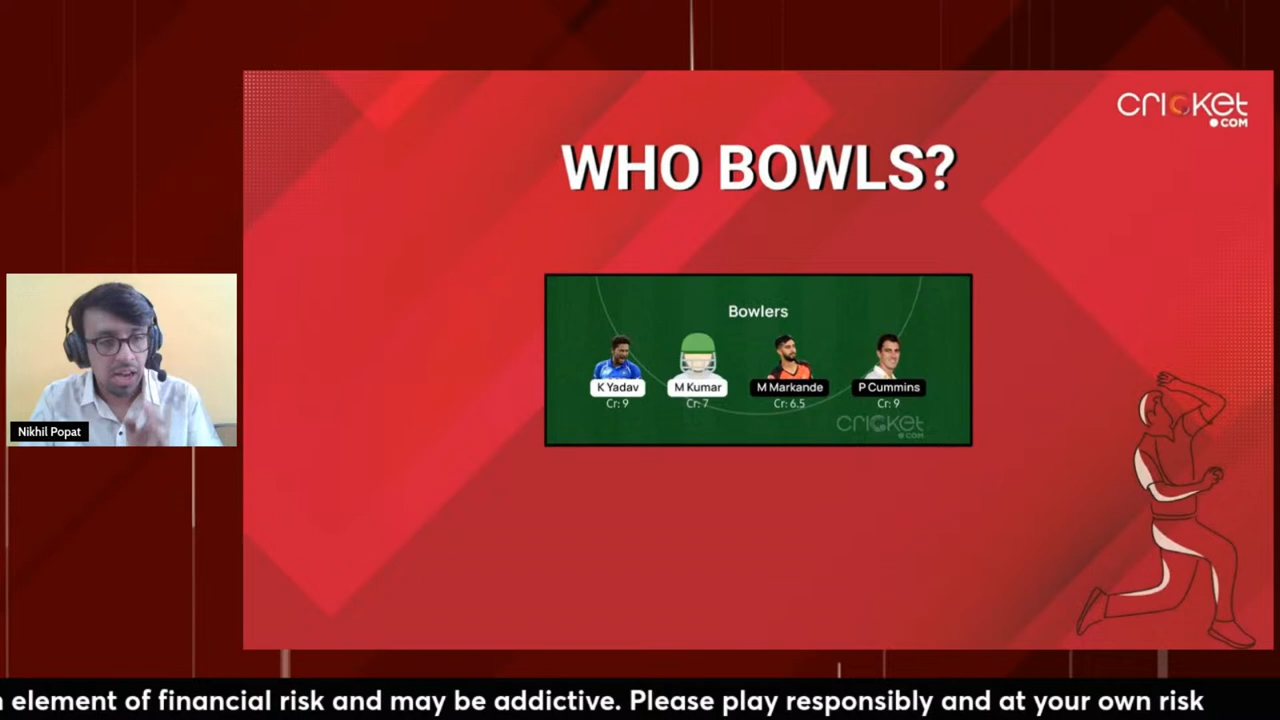 cricket
.COM
WHO BOWLS?
Bowlers
K Yadav M Kumar M Markande P Cummins
Cr: 9 Cr: 7 Cr: 6.5 Cr: 9
cricket
.COM
Nikhil Popat
element of financial risk and may be addictive. Please play responsibly and at your own risk